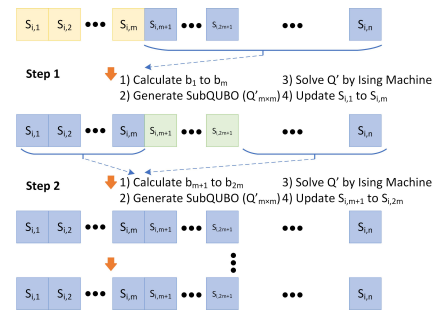 Si,1 Si,2 ••• Si,m Si,m+1 ••• Si,2m+1 ••• Si,n
Step 1
1) Calculate b1 to bm 3) Solve Q' by Ising Machine
2) Generate SubQUBO (Q'm×m) 4) Update Si,1 to Si,m
Si,1 Si,2 ••• Si,m Si,m+1 ••• Si,2m+1 ••• Si,n
Step 2
1) Calculate bm+1 to b2m 3) Solve Q' by Ising Machine
2) Generate SubQUBO (Q'm×m) 4) Update Si,m+1 to Si,2m
Si,1 Si,2 ••• Si,m Si,m+1 ••• Si,2m+1 ••• Si,n
Si,1 Si,2 ••• Si,m Si,m+1 ••• Si,2m+1 ••• Si,n